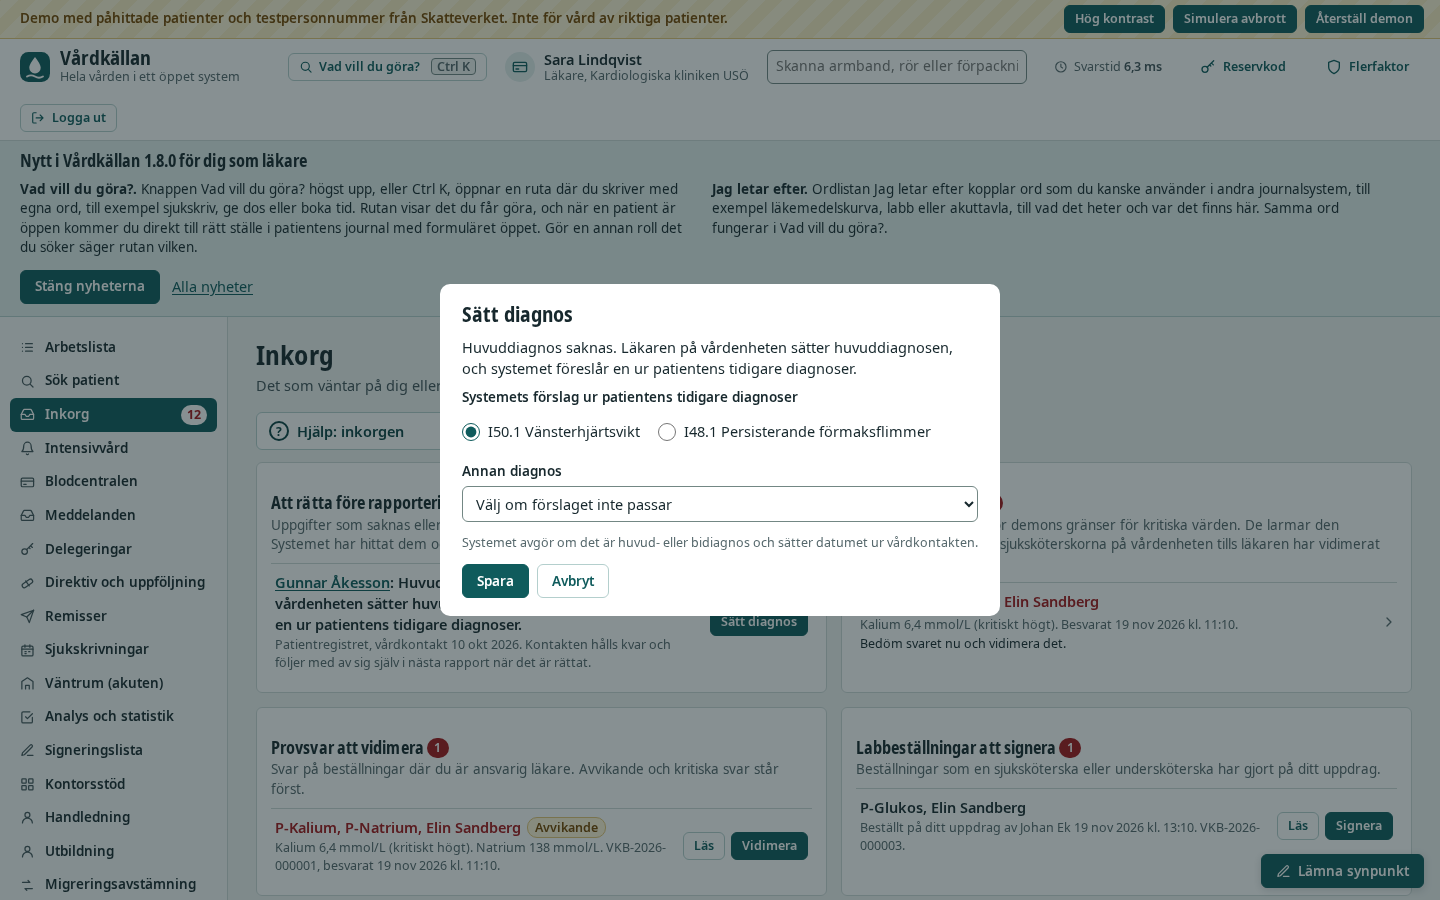 Demo med påhittade patienter och testpersonnummer från Skatteverket. Inte för vård av riktiga patienter.
Hög kontrast
Simulera avbrott
Återställ demon
Vårdkällan
Hela vården i ett öppet system
Vad vill du göra? Ctrl K
Sara Lindqvist
Läkare, Kardiologiska kliniken USÖ
Skanna armband, rör eller förpackni
Svarstid 6,3 ms
Reservkod
Flerfaktor
Logga ut
Nytt i Vårdkällan 1.8.0 för dig som läkare
Vad vill du göra?. Knappen Vad vill du göra? högst upp, eller Ctrl K, öppnar en ruta där du skriver med
egna ord, till exempel sjukskriv, ge dos eller boka tid. Rutan visar det du får göra, och när en patient är
öppen kommer du direkt till rätt ställe i patientens journal med formuläret öppet. Gör en annan roll det
du söker säger rutan vilken.
Jag letar efter. Ordlistan Jag letar efter kopplar ord som du kanske använder i andra journalsystem, till
exempel läkemedelskurva, labb eller akuttavla, till vad det heter och var det finns här. Samma ord
fungerar i Vad vill du göra?.
Stäng nyheterna
Alla nyheter
Arbetslista
Sök patient
Inkorg 12
Intensivvård
Blodcentralen
Meddelanden
Delegeringar
Direktiv och uppföljning
Remisser
Sjukskrivningar
Väntrum (akuten)
Analys och statistik
Signeringslista
Kontorsstöd
Handledning
Utbildning
Migreringsavstämning
Inkorg
Det som väntar på dig eller
Hjälp: inkorgen
Att rätta före rapporteri
Uppgifter som saknas eller
Systemet har hittat dem o
Gunnar Åkesson: Huvud
vårdenheten sätter huvu
en ur patientens tidigare diagnoser.
Patientregistret, vårdkontakt 10 okt 2026. Kontakten hålls kvar och
följer med av sig själv i nästa rapport när det är rättat.
Sätt diagnos
r demons gränser för kritiska värden. De larmar den
sjuksköterskorna på vårdenheten tills läkaren har vidimerat
Elin Sandberg
Kalium 6,4 mmol/L (kritiskt högt). Besvarat 19 nov 2026 kl. 11:10.
Bedöm svaret nu och vidimera det.
Sätt diagnos
Huvuddiagnos saknas. Läkaren på vårdenheten sätter huvuddiagnosen,
och systemet föreslår en ur patientens tidigare diagnoser.
Systemets förslag ur patientens tidigare diagnoser
I50.1 Vänsterhjärtsvikt
I48.1 Persisterande förmaksflimmer
Annan diagnos
Välj om förslaget inte passar
Systemet avgör om det är huvud- eller bidiagnos och sätter datumet ur vårdkontakten.
Spara
Avbryt
Provsvar att vidimera 1
Svar på beställningar där du är ansvarig läkare. Avvikande och kritiska svar står
först.
P-Kalium, P-Natrium, Elin Sandberg Avvikande
Kalium 6,4 mmol/L (kritiskt högt). Natrium 138 mmol/L. VKB-2026-
000001, besvarat 19 nov 2026 kl. 11:10.
Läs
Vidimera
Labbeställningar att signera 1
Beställningar som en sjuksköterska eller undersköterska har gjort på ditt uppdrag.
P-Glukos, Elin Sandberg
Beställt på ditt uppdrag av Johan Ek 19 nov 2026 kl. 13:10. VKB-2026-
000003.
Läs
Signera
Lämna synpunkt